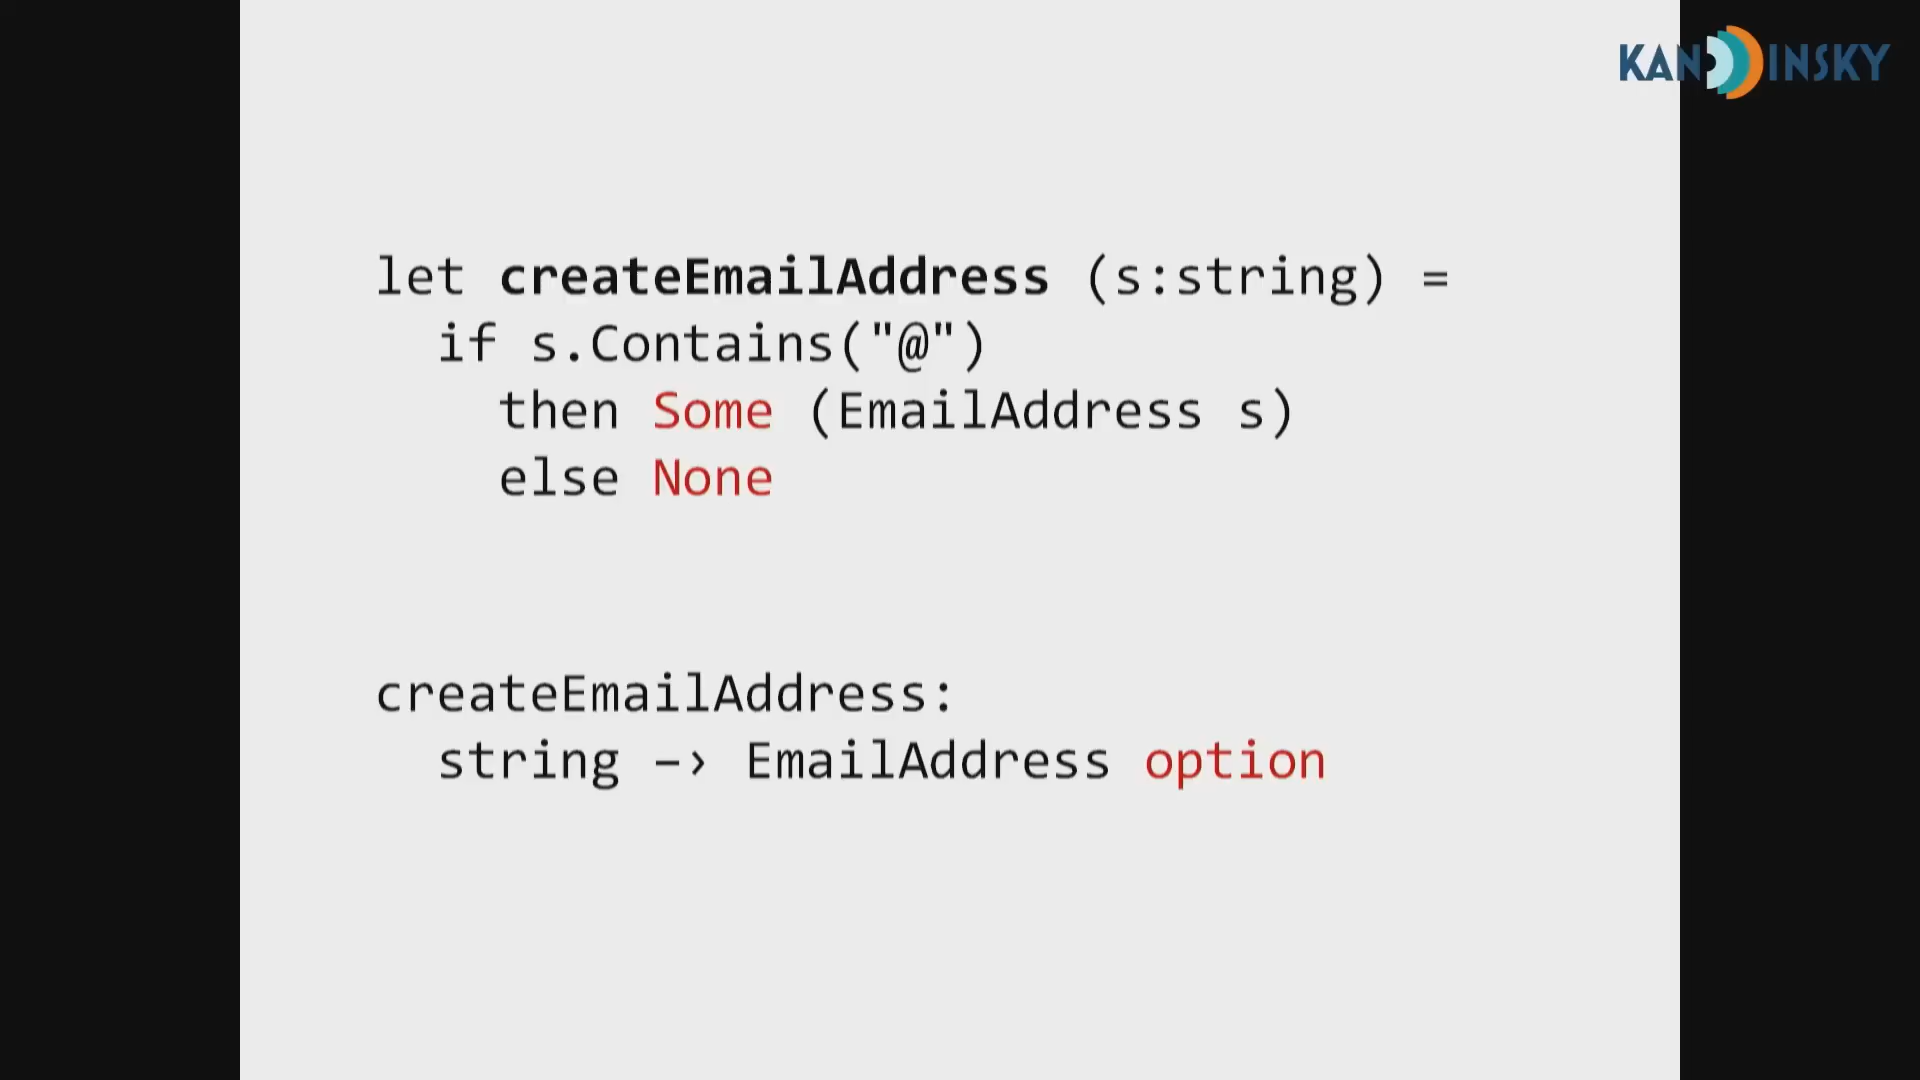 KANDINSKY
let createEmailAddress (s:string) =
if s.Contains("@")
then Some (EmailAddress s)
else None
createEmailAddress:
string –› EmailAddress option